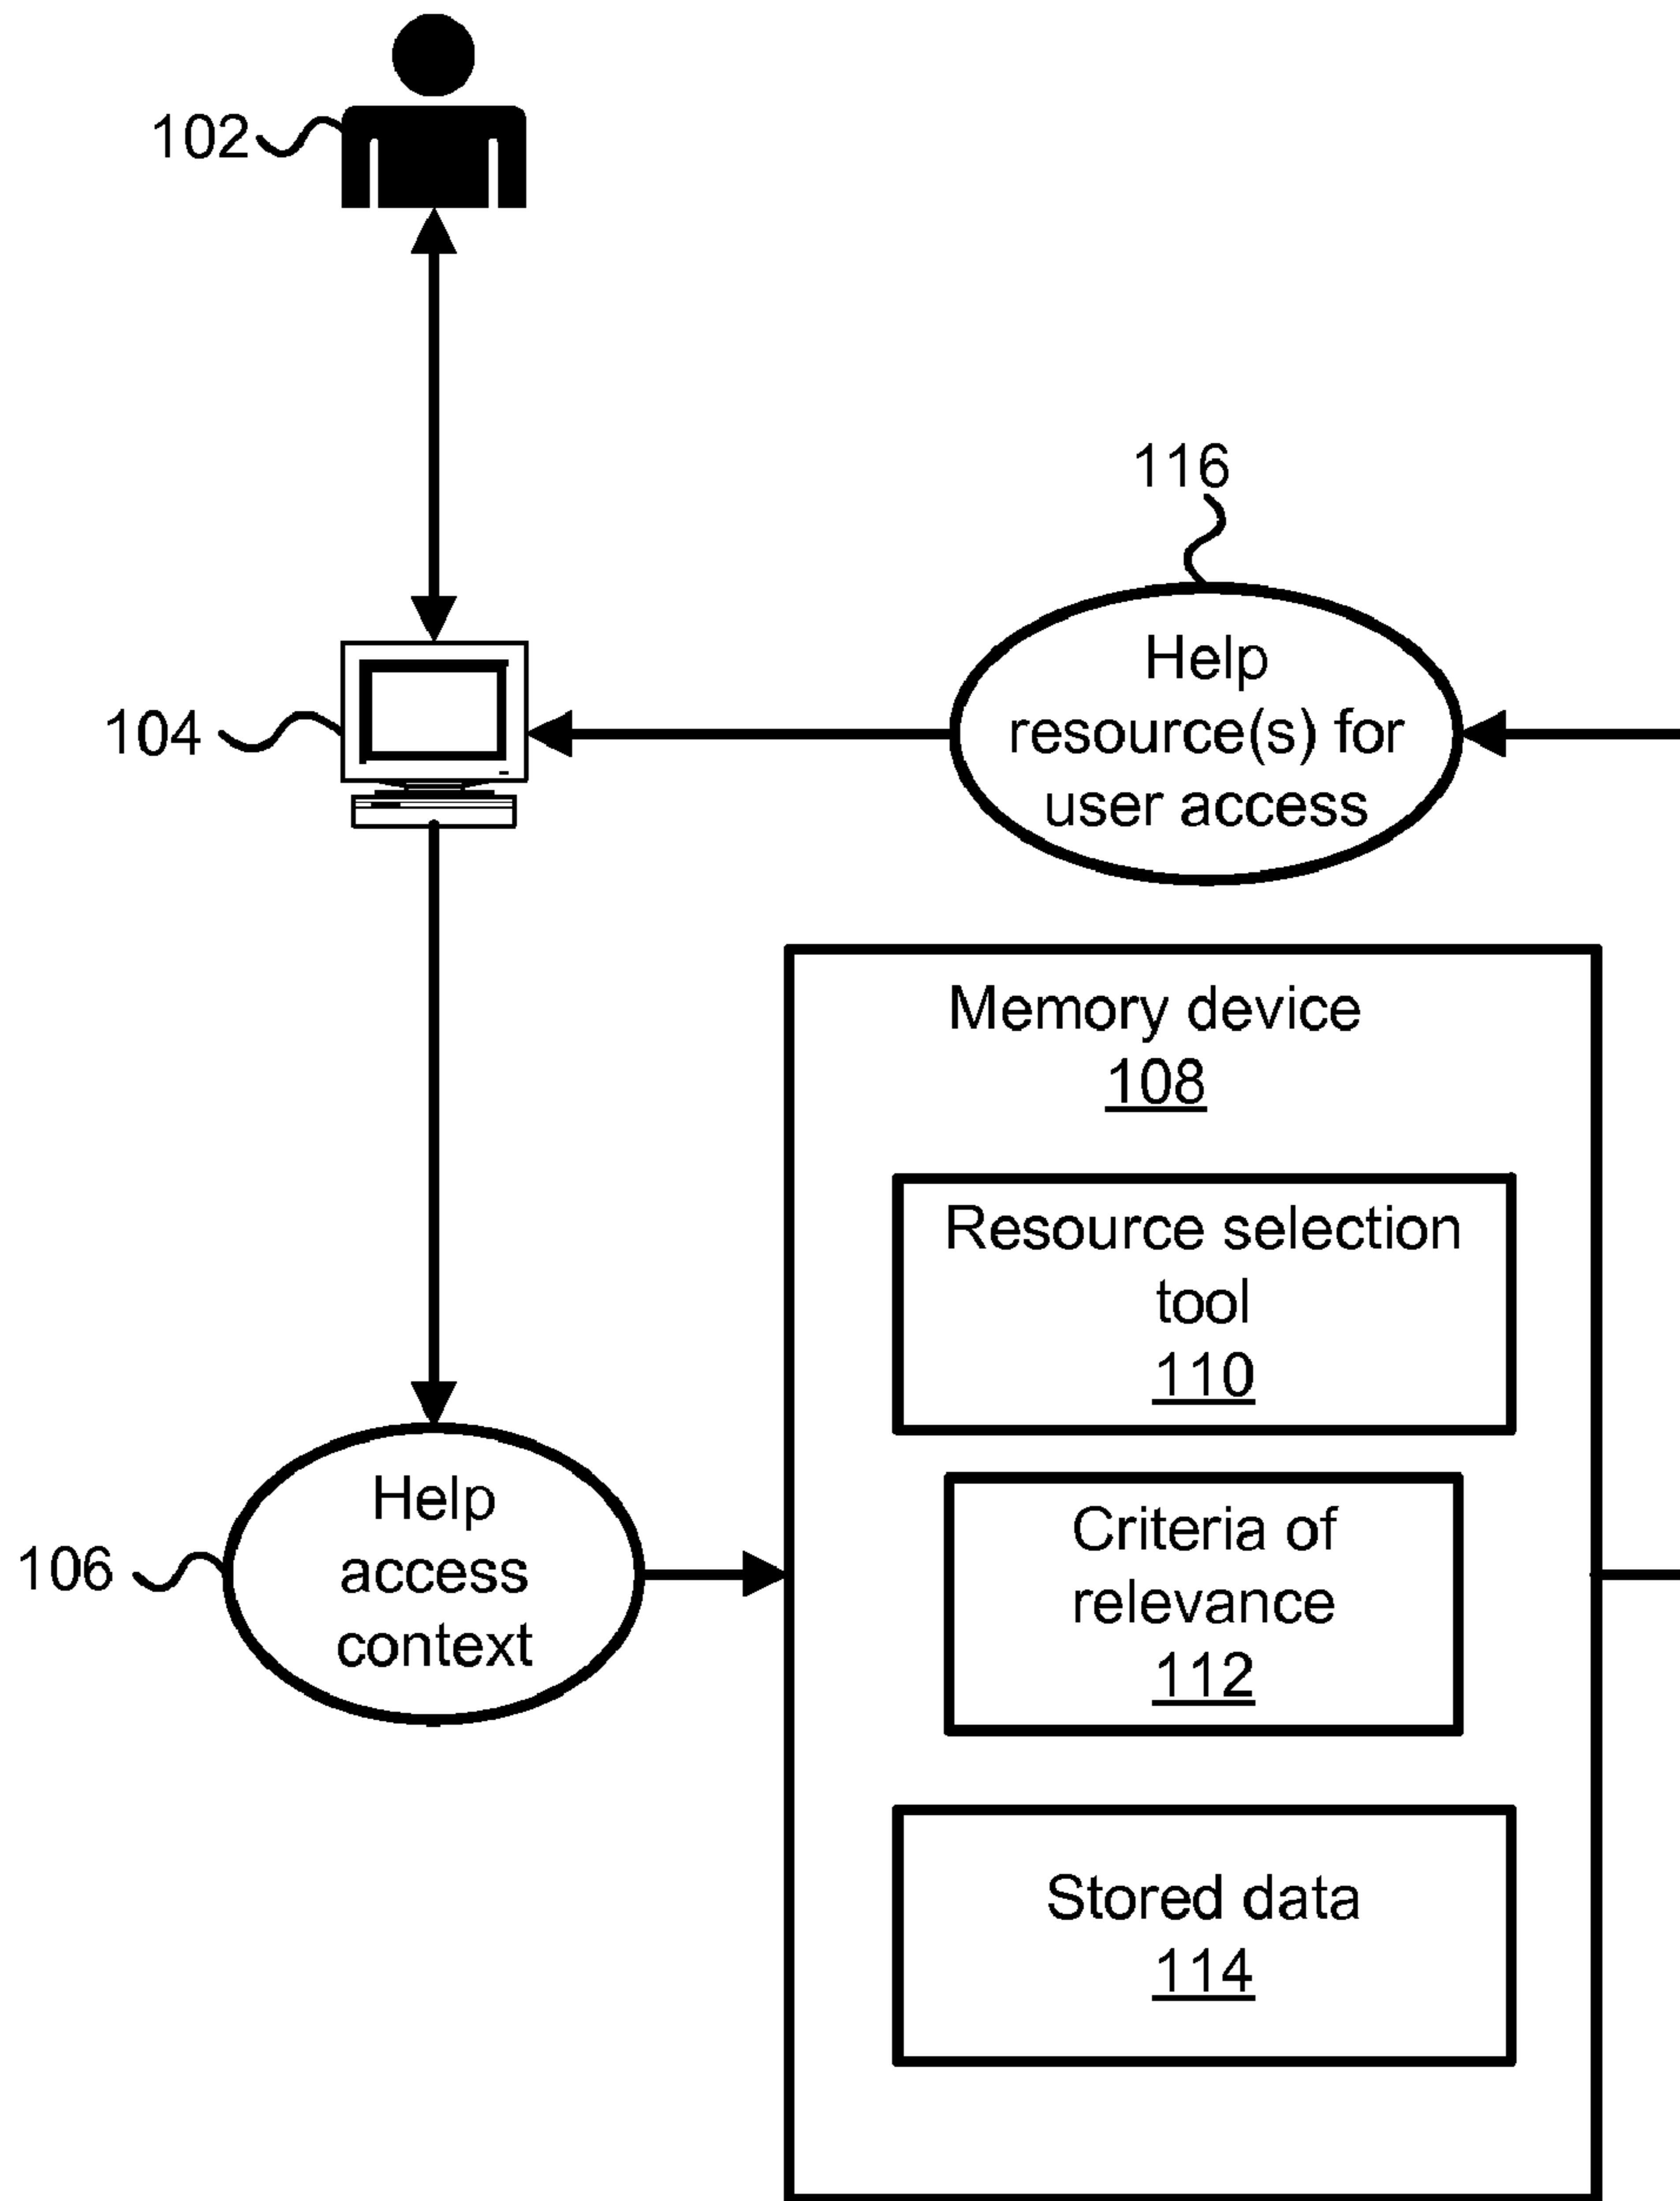 102
116
Help
resource(s) for
user access
104
Memory device
108
Resource selection
tool
110
Help
access
context
106
Criteria of
relevance
112
Stored data
114